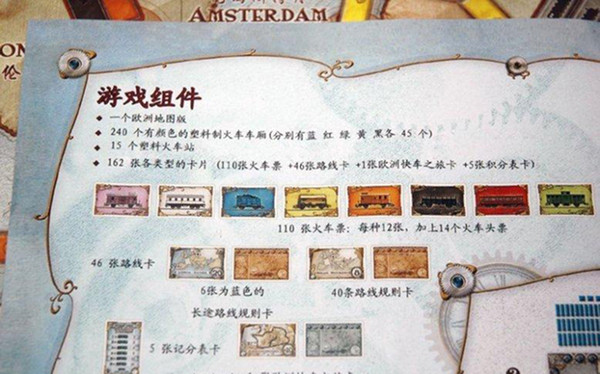 AMSTERDAM
伦
游戏组件
◆ 一个欧洲地图版
◆ 240 个有颜色的塑料制火车车厢(分别有蓝 红 绿 黄 黑各 45 个)
◆ 15 个塑料火车站
◆ 162 张各类型的卡片 (110张火车票 +46张路线卡 +1张欧洲快车之旅卡 +5张积分表卡)
110 张火车票: 每种12张, 加上14个火车头票
46 张路线卡
6张为蓝色的
长途路线规则卡
40条路线规则卡
5 张记分表卡